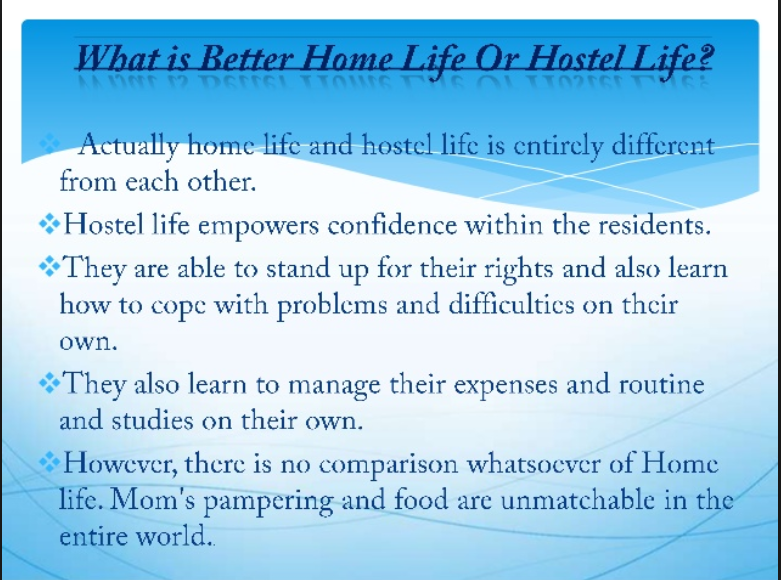 What is Better Home Life Or Hostel Life?
Actually home life and hostel life is entirely different
from each other.
Hostel life empowers confidence within the residents.
They are able to stand up for their rights and also learn
how to cope with problems and difficulties on their
own.
They also learn to manage their expenses and routine
and studies on their own.
However, there is no comparison whatsoever of Home
life. Mom's pampering and food are unmatchable in the
entire world..